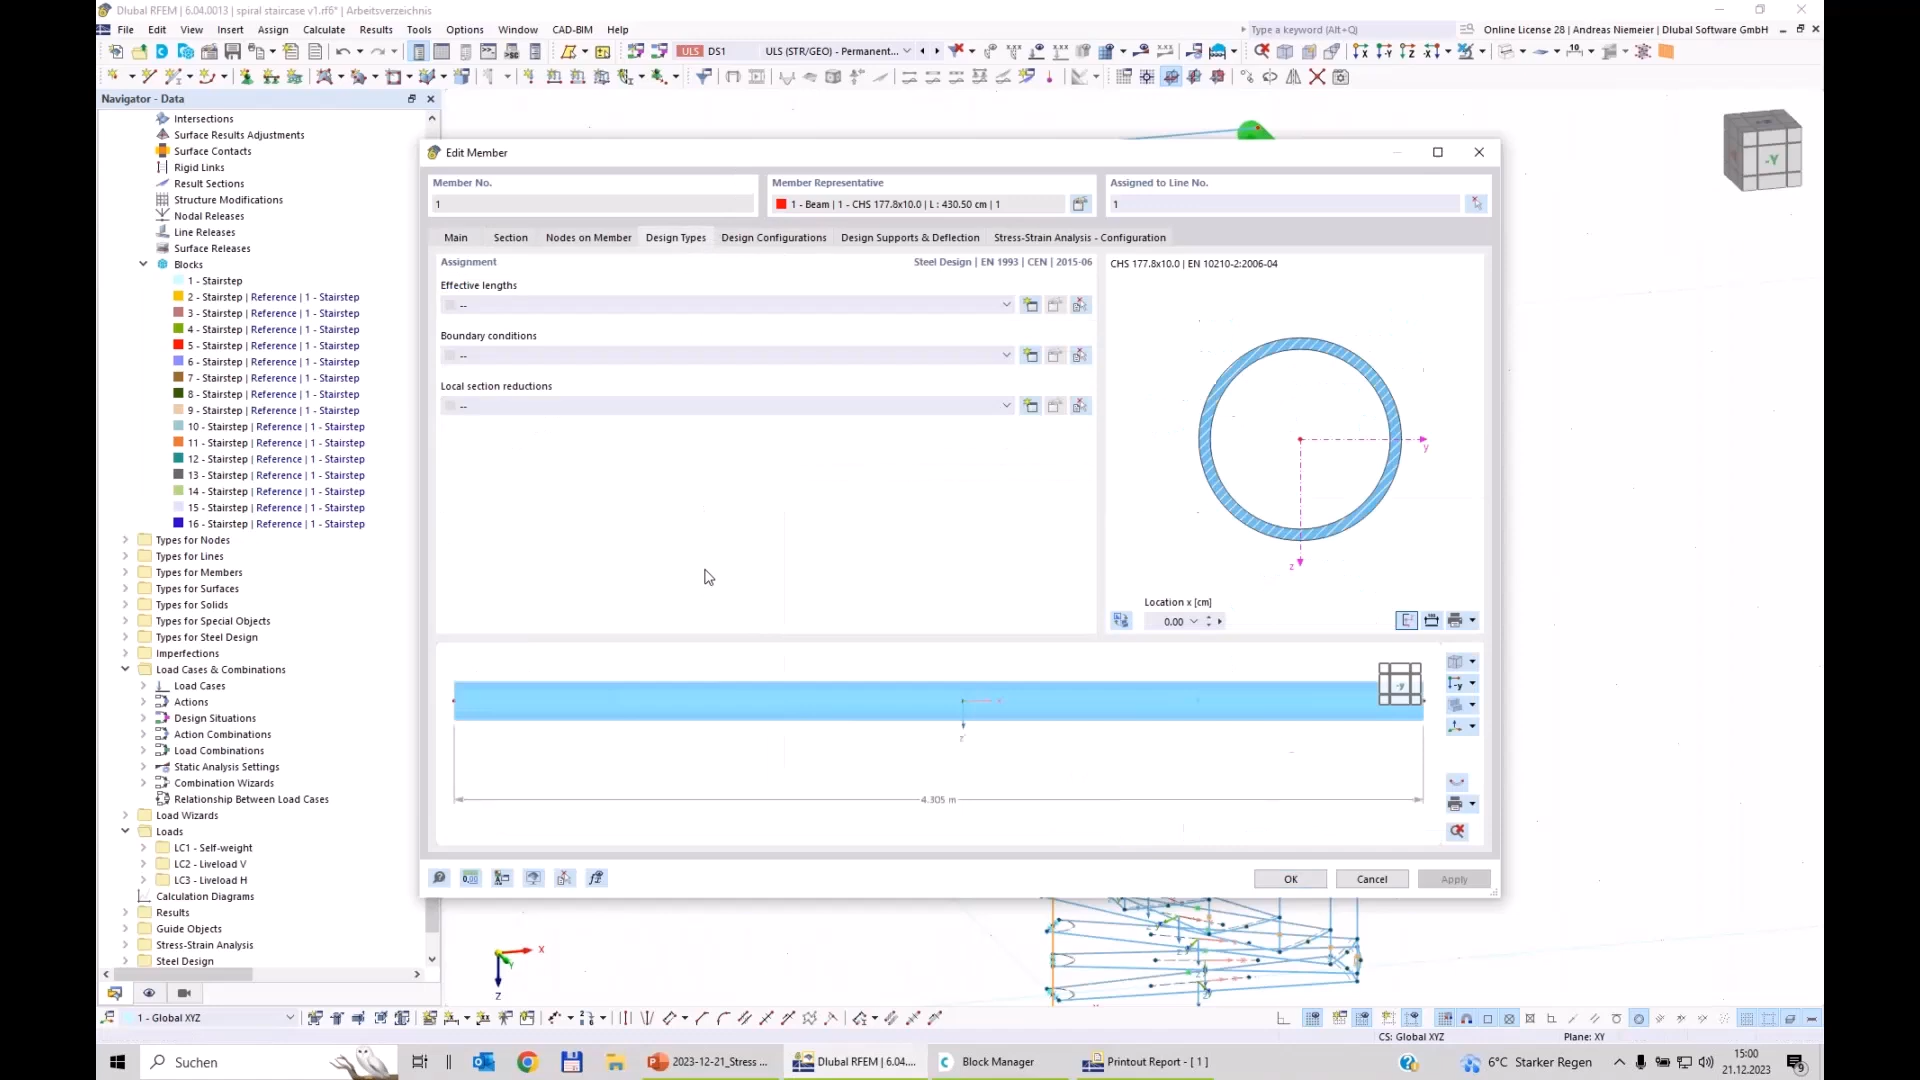 Dlubal RFEM | 6.04.0013 | spiral staircase v1.rf6* | Arbeitsverzeichnis
File Edit View Insert Assign Calculate Results Tools Options Window CAD-BIM Help
Type a keyword (Alt+Q)
Online License 28 | Andreas Niemeier | Dlubal Software GmbH
ULS DS1 ULS (STR/GEO) - Permanent...
Navigator - Data
Intersections
Surface Results Adjustments
Surface Contacts
Rigid Links
Result Sections
Structure Modifications
Nodal Releases
Line Releases
Surface Releases
Blocks
1 - Stairstep
2 - Stairstep | Reference | 1 - Stairstep
3 - Stairstep | Reference | 1 - Stairstep
4 - Stairstep | Reference | 1 - Stairstep
5 - Stairstep | Reference | 1 - Stairstep
6 - Stairstep | Reference | 1 - Stairstep
7 - Stairstep | Reference | 1 - Stairstep
8 - Stairstep | Reference | 1 - Stairstep
9 - Stairstep | Reference | 1 - Stairstep
10 - Stairstep | Reference | 1 - Stairstep
11 - Stairstep | Reference | 1 - Stairstep
12 - Stairstep | Reference | 1 - Stairstep
13 - Stairstep | Reference | 1 - Stairstep
14 - Stairstep | Reference | 1 - Stairstep
15 - Stairstep | Reference | 1 - Stairstep
16 - Stairstep | Reference | 1 - Stairstep
Types for Nodes
Types for Lines
Types for Members
Types for Surfaces
Types for Solids
Types for Special Objects
Types for Steel Design
Imperfections
Load Cases & Combinations
Load Cases
Actions
Design Situations
Action Combinations
Load Combinations
Static Analysis Settings
Combination Wizards
Relationship Between Load Cases
Load Wizards
Loads
LC1 - Self-weight
LC2 - Liveload V
LC3 - Liveload H
Calculation Diagrams
Results
Guide Objects
Stress-Strain Analysis
Steel Design
Edit Member
Member No.
1
Member Representative
1 - Beam | 1 - CHS 177.8x10.0 | L : 430.50 cm | 1
Assigned to Line No.
1
Main Section Nodes on Member Design Types Design Configurations Design Supports & Deflection Stress-Strain Analysis - Configuration
Assignment
Steel Design | EN 1993 | CEN | 2015-06
Effective lengths
--
Boundary conditions
--
Local section reductions
--
CHS 177.8x10.0 | EN 10210-2:2006-04
y
z
Location x [cm]
0.00
-y
x
z
4.305 m
OK Cancel Apply
-Y
X
Y
Z
1 - Global XYZ
CS: Global XYZ
Plane: XY
Suchen
2023-12-21_Stress ...
Dlubal RFEM | 6.04....
Block Manager
Printout Report - [ 1 ]
6°C Starker Regen
15:00
21.12.2023